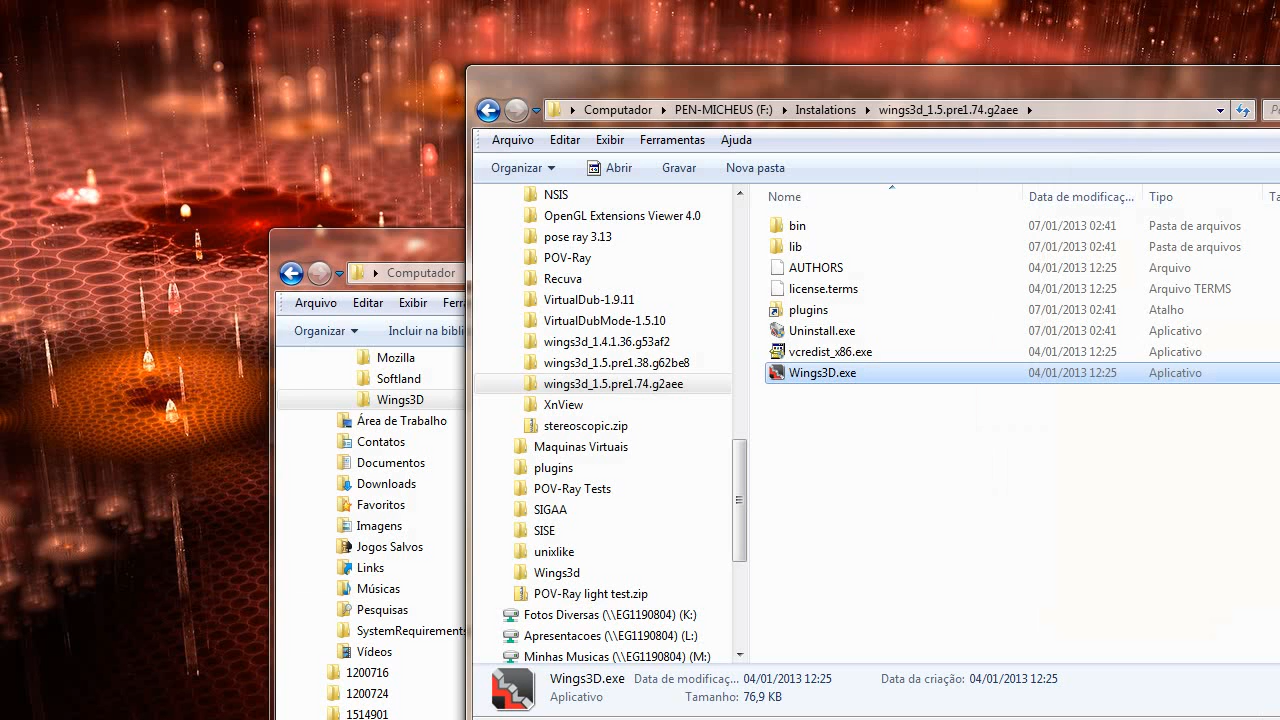 Computador PEN-MICHEUS (F:) Instalations wings3d_1.5.pre1.74.g2aee
Arquivo Editar Exibir Ferramentas Ajuda
Organizar Abrir Gravar Nova pasta
NSIS
OpenGL Extensions Viewer 4.0
pose ray 3.13
POV-Ray
Recuva
VirtualDub-1.9.11
VirtualDubMode-1.5.10
wings3d_1.4.1.36.g53af2
wings3d_1.5.pre1.38.g62be8
wings3d_1.5.pre1.74.g2aee
XnView
stereoscopic.zip
Maquinas Virtuais
plugins
POV-Ray Tests
SIGAA
SISE
unixlike
Wings3d
POV-Ray light test.zip
Fotos Diversas (\\EG1190804) (K:)
Apresentacoes (\\EG1190804) (L:)
Minhas Musicas (\\EG1190804) (M:)
Nome Data de modificaç... Tipo Ta
bin 07/01/2013 02:41 Pasta de arquivos
lib 07/01/2013 02:41 Pasta de arquivos
AUTHORS 04/01/2013 12:25 Arquivo
license.terms 04/01/2013 12:25 Arquivo TERMS
plugins 07/01/2013 02:41 Atalho
Uninstall.exe 07/01/2013 02:41 Aplicativo
vcredist_x86.exe 04/01/2013 12:25 Aplicativo
Wings3D.exe 04/01/2013 12:25 Aplicativo
Wings3D.exe Data de modificaç... 04/01/2013 12:25 Data da criação: 04/01/2013 12:25
Aplicativo Tamanho: 76,9 KB
Computador
Arquivo Editar Exibir Ferr
Organizar Incluir na bibli
Mozilla
Softland
Wings3D
Área de Trabalho
Contatos
Documentos
Downloads
Favoritos
Imagens
Jogos Salvos
Links
Músicas
Pesquisas
SystemRequirements
Vídeos
1200716
1200724
1514901